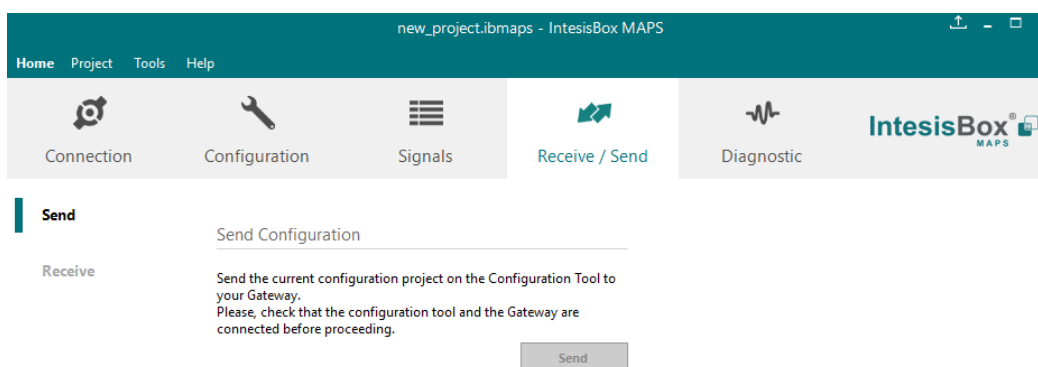 new_project.ibmaps - IntesisBox MAPS
Home Project Tools Help
Connection Configuration Signals Receive / Send Diagnostic
IntesisBox®
MAPS
Send
Send Configuration
Receive
Send the current configuration project on the Configuration Tool to
your Gateway.
Please, check that the configuration tool and the Gateway are
connected before proceeding.
Send